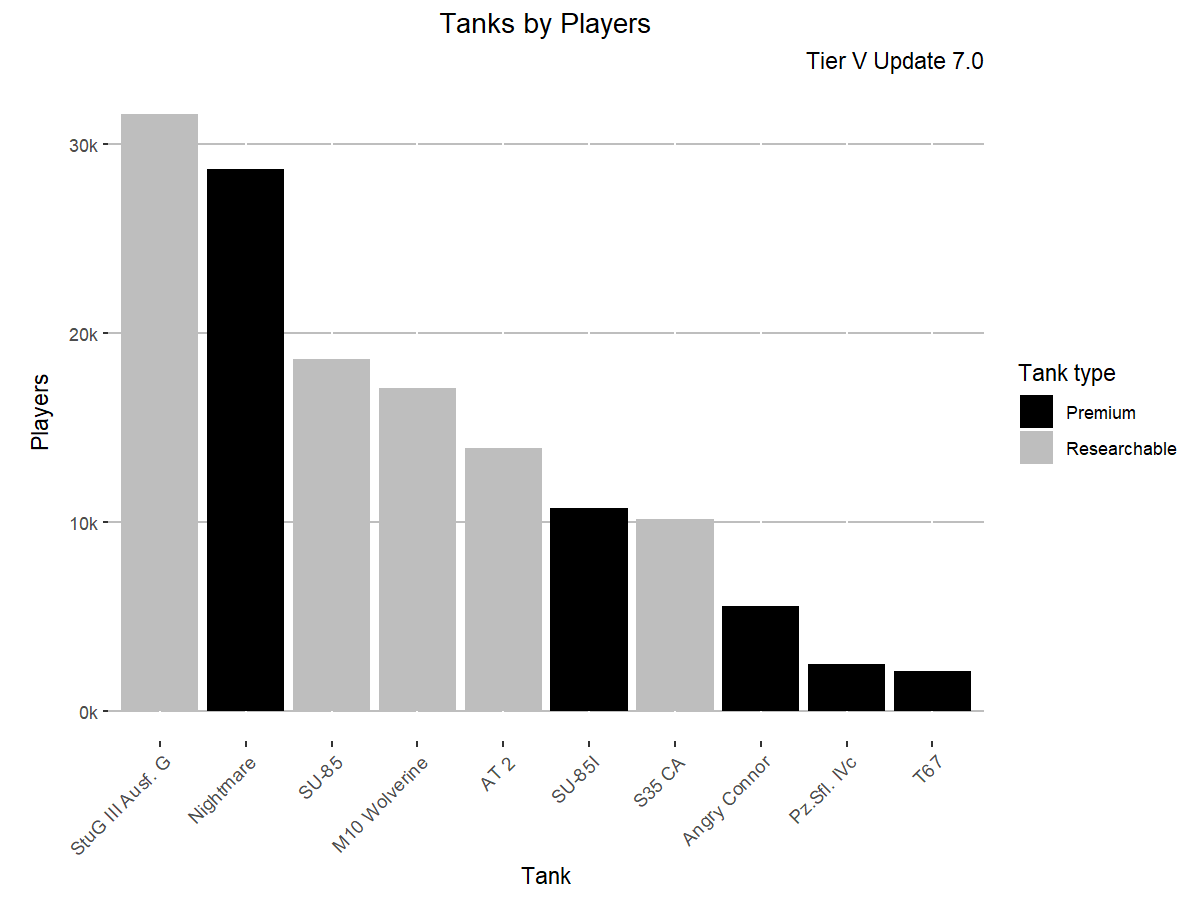 Tanks by Players
Tier V Update 7.0
30k
20k
10k
0k
Players
StuG III Ausf. G
Nightmare
SU-85
M10 Wolverine
AT 2
SU-85I
S35 CA
Angry Connor
Pz.Sfl. IVc
T67
Tank
Tank type
Premium
Researchable